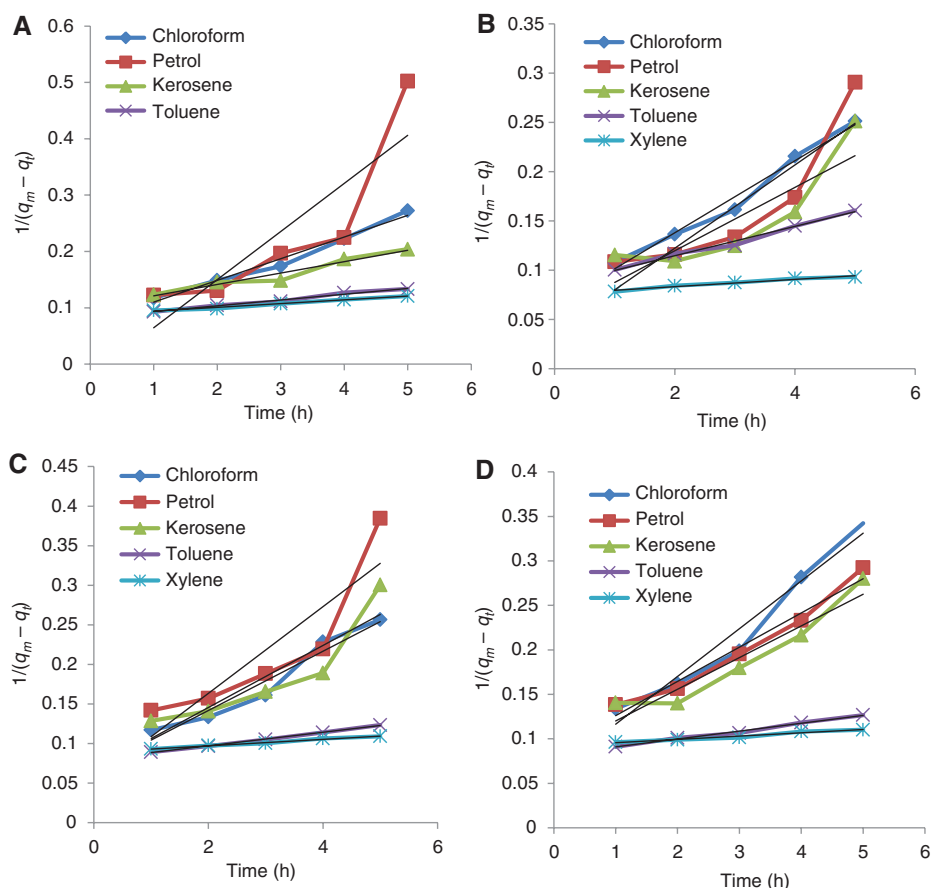 A
0.6
0.5
0.4
0.3
0.2
0.1
0
1/(qm – qt)
Chloroform
Petrol
Kerosene
Toluene
0 1 2 3 4 5 6
Time (h)
B
0.35
0.3
0.25
0.2
0.15
0.1
0.05
0
1/(qm – qt)
Chloroform
Petrol
Kerosene
Toluene
Xylene
0 2 4 6
Time (h)
C
0.45
0.4
0.35
0.3
0.25
0.2
0.15
0.1
0.05
0
1/(qm – qt)
Chloroform
Petrol
Kerosene
Toluene
Xylene
0 2 4 6
Time (h)
D
0.4
0.35
0.3
0.25
0.2
0.15
0.1
0.05
0
1/(qm – qt)
Chloroform
Petrol
Kerosene
Toluene
Xylene
0 1 2 3 4 5 6
Time (h)